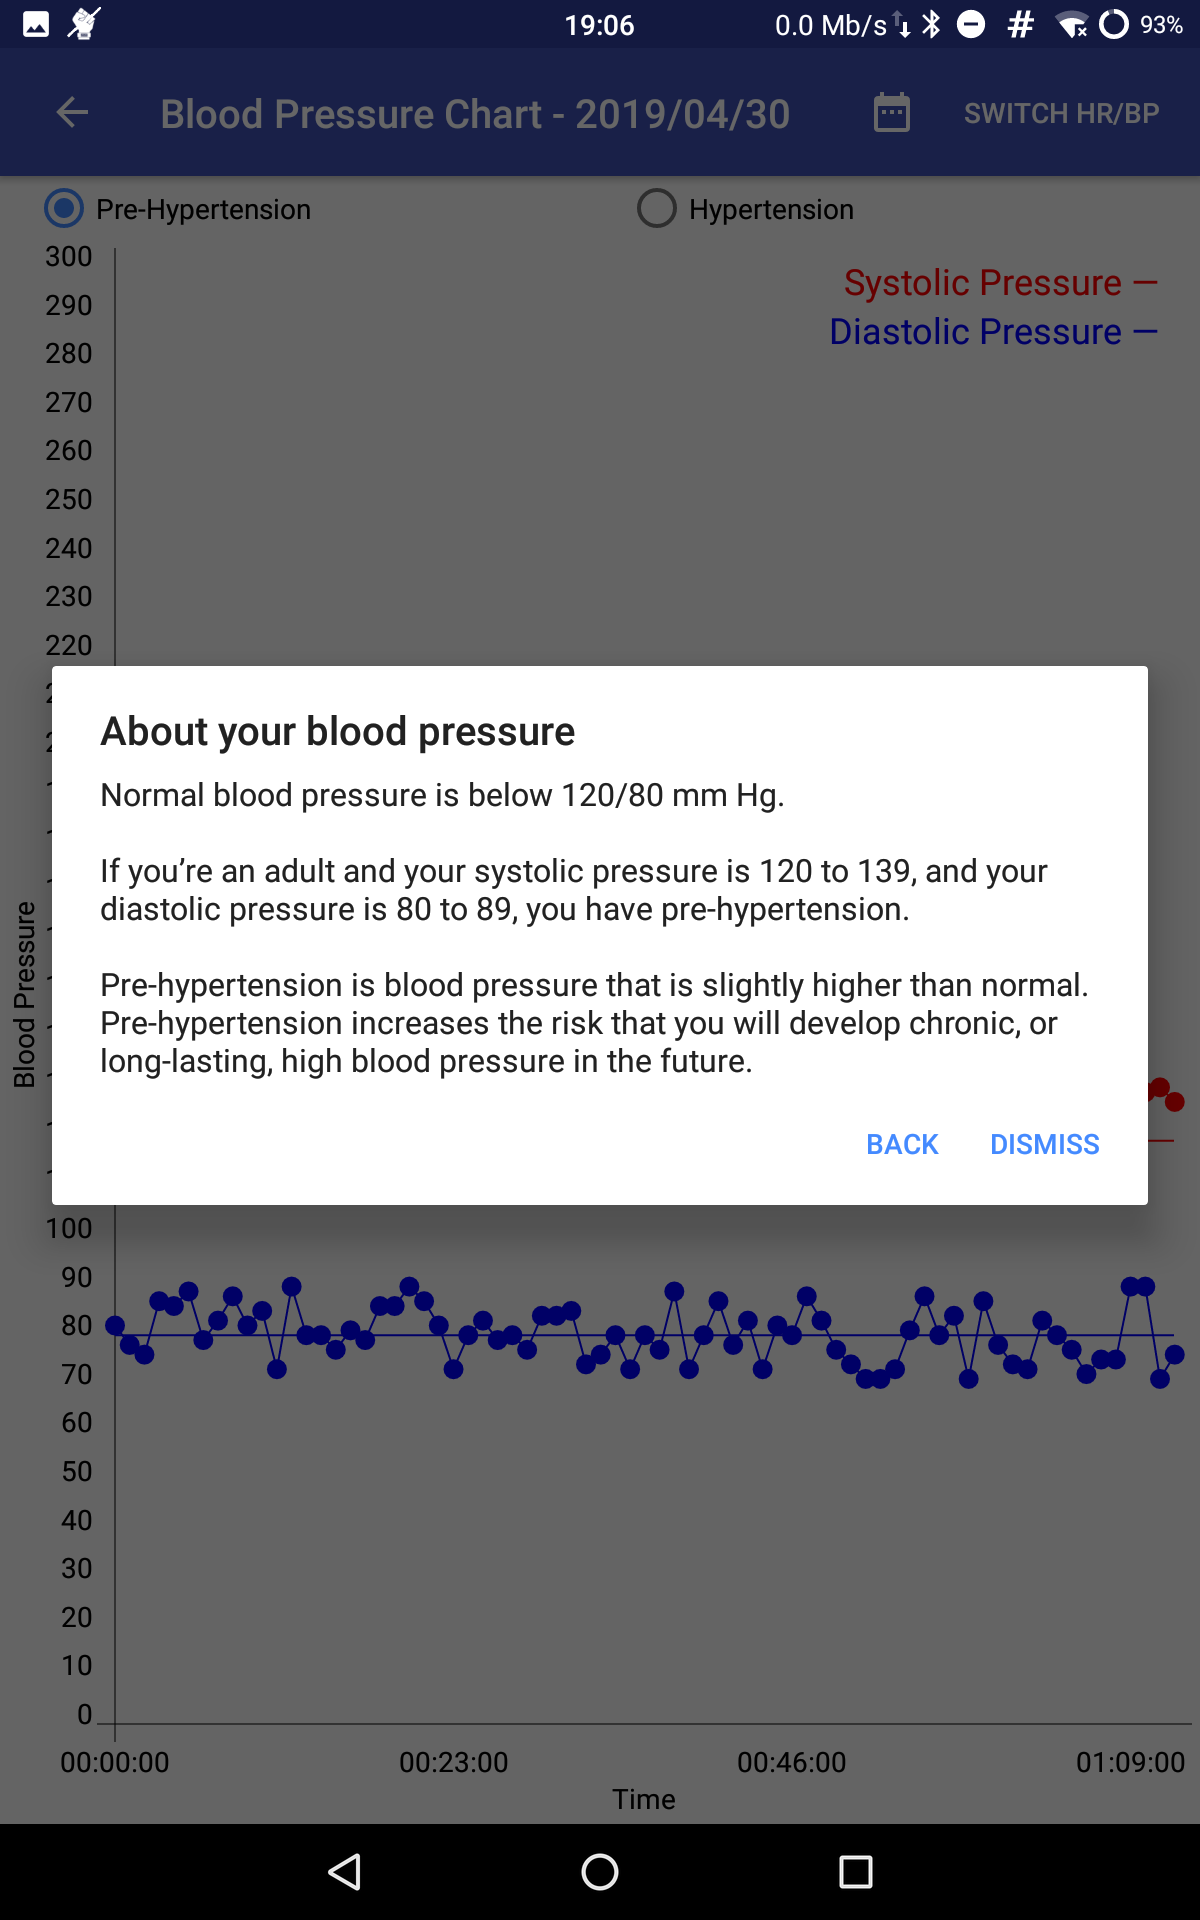 19:06 0.0 Mb/s 93%
Blood Pressure Chart - 2019/04/30 SWITCH HR/BP
Pre-Hypertension Hypertension
Systolic Pressure
Diastolic Pressure
300
290
280
270
260
250
240
230
220
About your blood pressure
Normal blood pressure is below 120/80 mm Hg.
If you’re an adult and your systolic pressure is 120 to 139, and your
diastolic pressure is 80 to 89, you have pre-hypertension.
Pre-hypertension is blood pressure that is slightly higher than normal.
Pre-hypertension increases the risk that you will develop chronic, or
long-lasting, high blood pressure in the future.
BACK DISMISS
Blood Pressure
100
90
80
70
60
50
40
30
20
10
0
00:00:00 00:23:00 00:46:00 01:09:00
Time